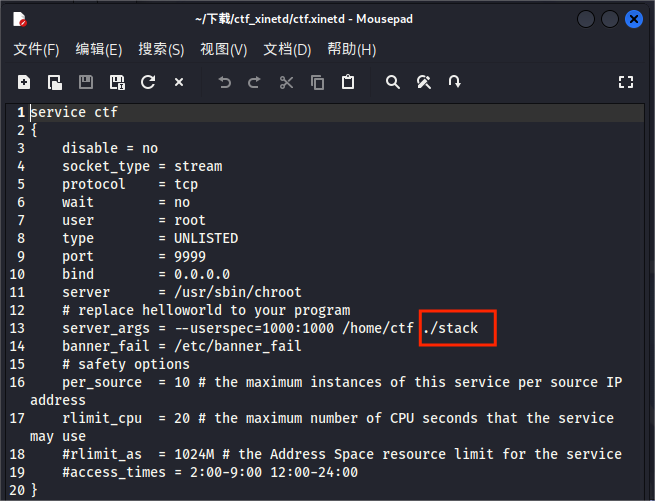 ~/下载/ctf_xinetd/ctf.xinetd - Mousepad
文件(F) 编辑(E) 搜索(S) 视图(V) 文档(D) 帮助(H)
1 service ctf
2 {
3     disable = no
4     socket_type = stream
5     protocol    = tcp
6     wait        = no
7     user        = root
8     type        = UNLISTED
9     port        = 9999
10     bind        = 0.0.0.0
11     server      = /usr/sbin/chroot
12     # replace helloworld to your program
13     server_args = --userspec=1000:1000 /home/ctf ./stack
14     banner_fail = /etc/banner_fail
15     # safety options
16     per_source  = 10 # the maximum instances of this service per source IP
address
17     rlimit_cpu  = 20 # the maximum number of CPU seconds that the service
may use
18     #rlimit_as  = 1024M # the Address Space resource limit for the service
19     #access_times = 2:00-9:00 12:00-24:00
20 }